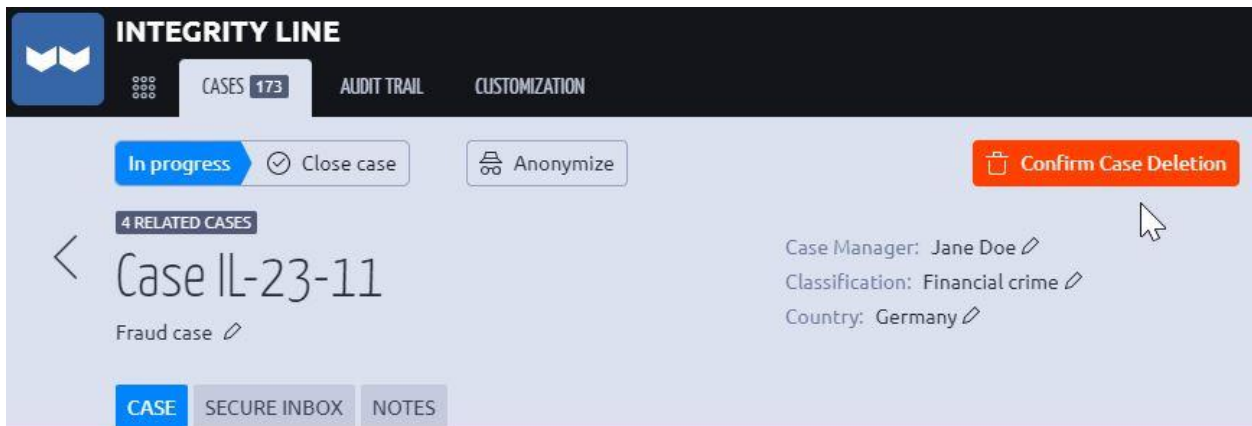 INTEGRITY LINE
CASES 173 AUDIT TRAIL CUSTOMIZATION
In progress Close case Anonymize Confirm Case Deletion
4 RELATED CASES
Case IL-23-11
Fraud case
Case Manager: Jane Doe
Classification: Financial crime
Country: Germany
CASE SECURE INBOX NOTES